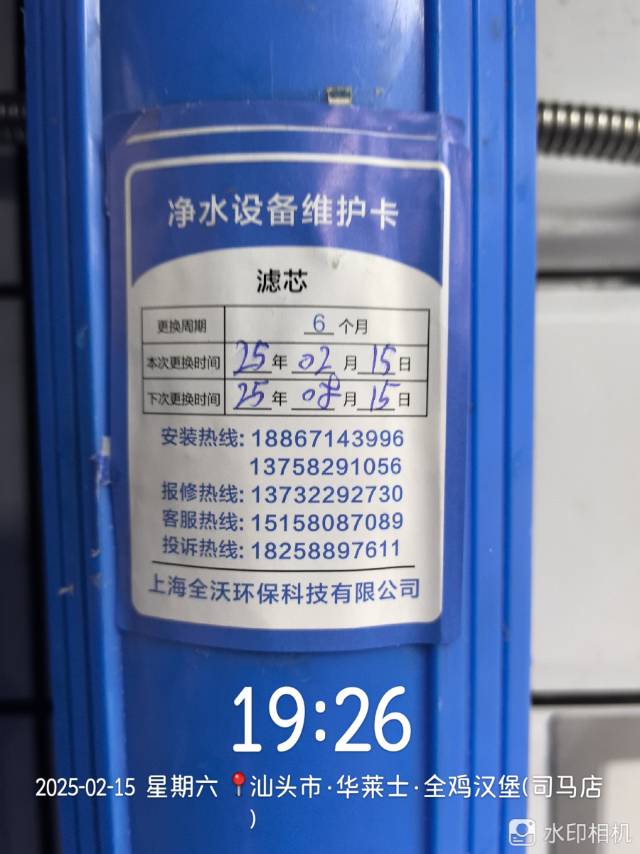 净水设备维护卡
滤芯
更换周期 6 个月
本次更换时间 25 年 02 月 15 日
下次更换时间 25 年 08 月 15 日
安装热线: 18867143996
13758291056
报修热线: 13732292730
客服热线: 15158087089
投诉热线: 18258897611
上海全沃环保科技有限公司
19:26
2025-02-15 星期六 汕头市·华莱士·全鸡汉堡(司马店
)
水印相机